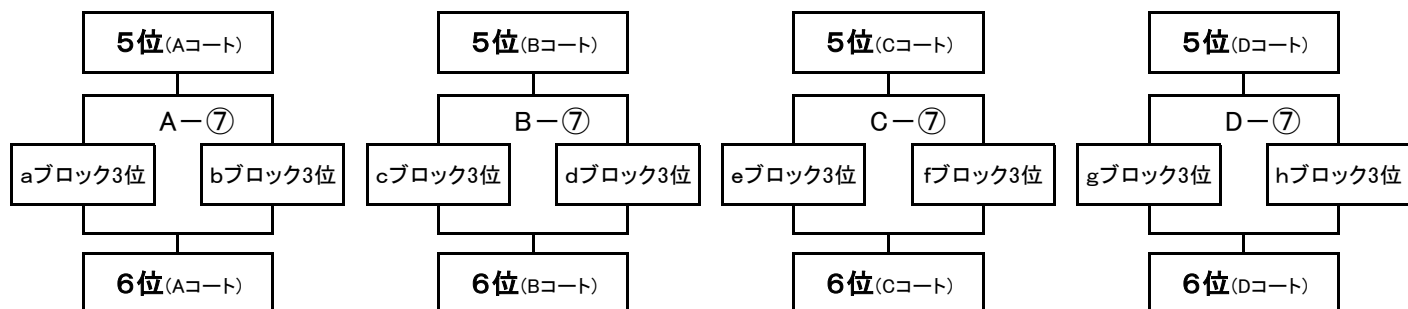 5位(Aコート) 5位(Bコート) 5位(Cコート) 5位(Dコート)
A－⑦ B－⑦ C－⑦ D－⑦
aブロック3位 bブロック3位 cブロック3位 dブロック3位 eブロック3位 fブロック3位 gブロック3位 hブロック3位
6位(Aコート) 6位(Bコート) 6位(Cコート) 6位(Dコート)